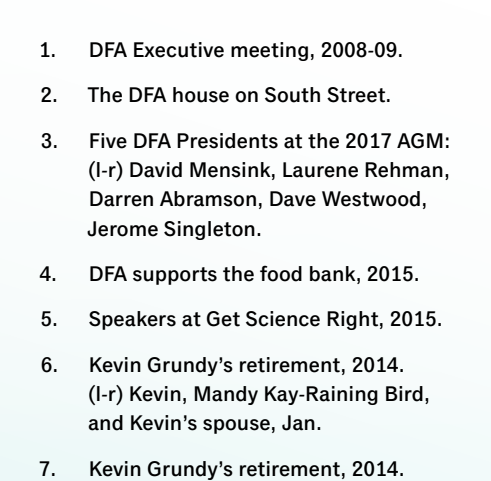 1. DFA Executive meeting, 2008-09.
2. The DFA house on South Street.
3. Five DFA Presidents at the 2017 AGM:
(l-r) David Mensink, Laurene Rehman,
Darren Abramson, Dave Westwood,
Jerome Singleton.
4. DFA supports the food bank, 2015.
5. Speakers at Get Science Right, 2015.
6. Kevin Grundy’s retirement, 2014.
(l-r) Kevin, Mandy Kay-Raining Bird,
and Kevin’s spouse, Jan.
7. Kevin Grundy’s retirement, 2014.